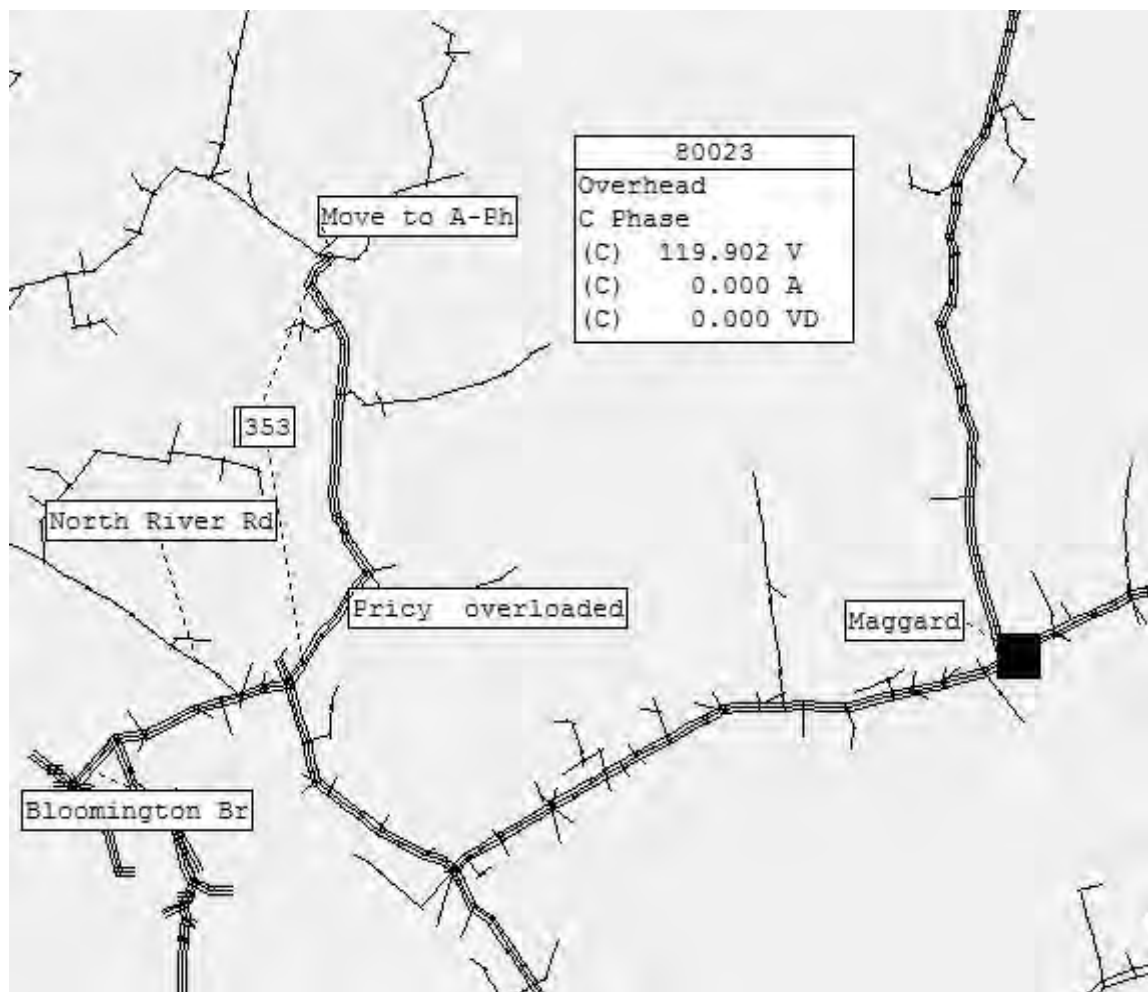 80023
Overhead
C Phase
(C) 119.902 V
(C) 0.000 A
(C) 0.000 VD
Move to A-Ph
353
North River Rd
Pricy overloaded
Maggard
Bloomington Br